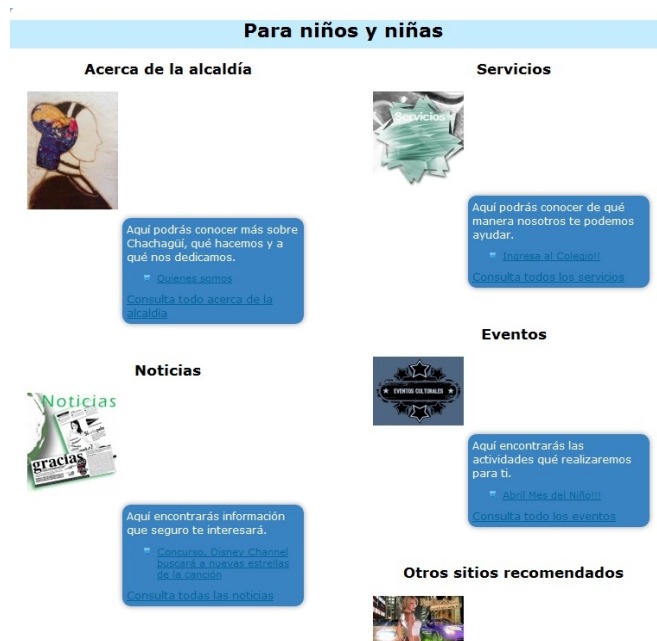 Para niños y niñas
Acerca de la alcaldía
Aquí podrás conocer más sobre
Chachagüí, qué hacemos y a
qué nos dedicamos.
Quienes somos
Consulta todo acerca de la
alcaldía
Noticias
Noticias
gracias
Aquí encontrarás información
que seguro te interesará.
Concurso, Disney Channel
buscará a nuevas estrellas
de la canción
Consulta todas las noticias
Servicios
Servicios
Aquí podrás conocer de qué
manera nosotros te podemos
ayudar.
Ingresa al Colegio!!
Consulta todos los servicios
Eventos
EVENTOS CULTURALES
Aquí encontrarás las
actividades qué realizaremos
para ti.
Abril Mes del Niño!!!
Consulta todo los eventos
Otros sitios recomendados